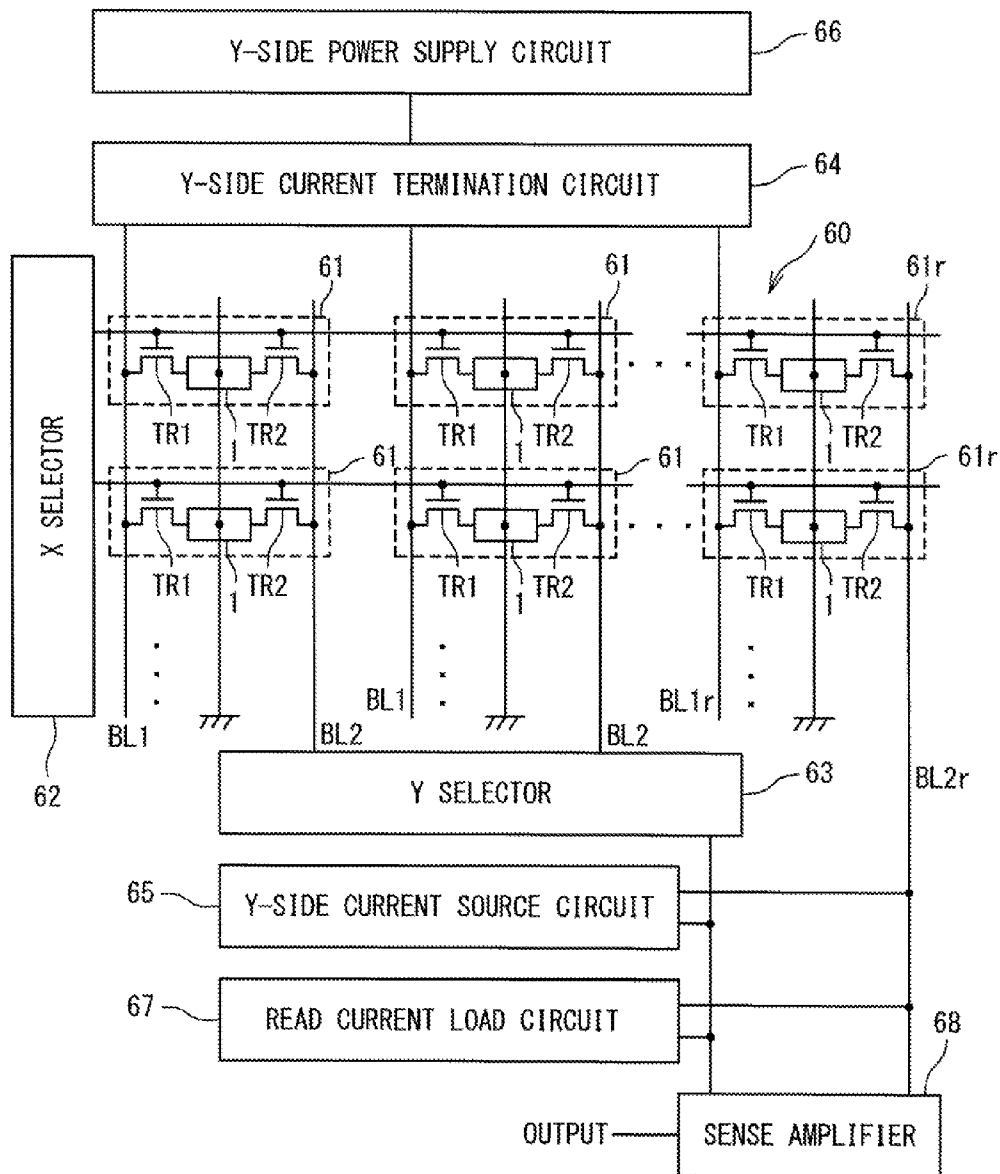 Y-SIDE POWER SUPPLY CIRCUIT
66
Y-SIDE CURRENT TERMINATION CIRCUIT
64
60
61
61
61r
TR1
1
TR2
TR1
1
TR2
TR1
1
TR2
61
61
61r
X SELECTOR
TR1
1
TR2
TR1
1
TR2
TR1
1
TR2
BL1
BL2
BL1
BL2
BL1r
62
Y SELECTOR
63
BL2r
65
Y-SIDE CURRENT SOURCE CIRCUIT
67
READ CURRENT LOAD CIRCUIT
68
OUTPUT
SENSE AMPLIFIER